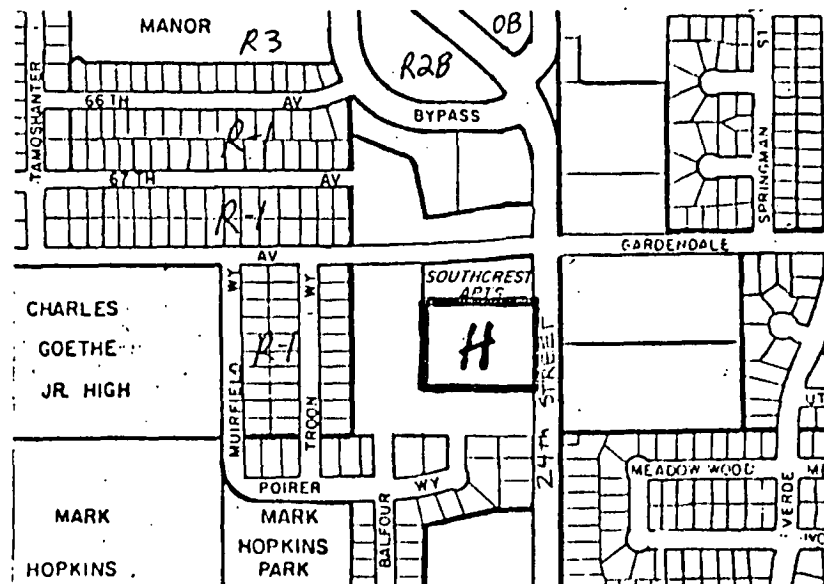 MANOR
R3
OB
R2B
66TH AV
R-1
BYPASS
TAMOSHANTER
67TH AV
R-1
SPRINGMAN ST
AV
GARDENDALE
SOUTHCREST
APTS
CHARLES
GOETHE
JR. HIGH
MUIRFIELD WY
R-1
TROON WY
H
24th STREET
UT
POIRER WY
MEADOW WOOD
VERDE
MARK
HOPKINS
MARK
HOPKINS
PARK
BALFOUR